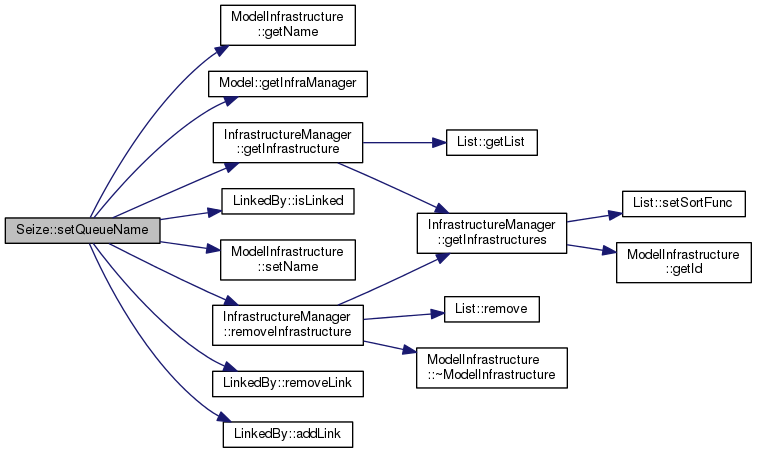 Seize::setQueueName
ModelInfrastructure
::getName
Model::getInfraManager
InfrastructureManager
::getInfrastructure
LinkedBy::isLinked
ModelInfrastructure
::setName
InfrastructureManager
::removeInfrastructure
LinkedBy::removeLink
LinkedBy::addLink
List::getList
InfrastructureManager
::getInfrastructures
List::remove
ModelInfrastructure
::~ModelInfrastructure
List::setSortFunc
ModelInfrastructure
::getId